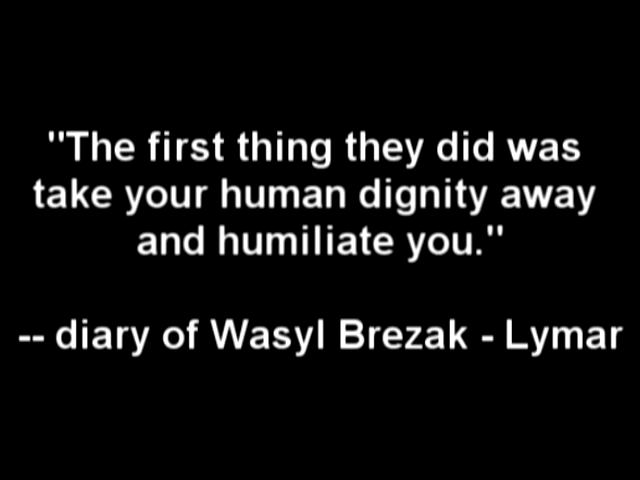 "The first thing they did was
take your human dignity away
and humiliate you."
-- diary of Wasyl Brezak - Lymar